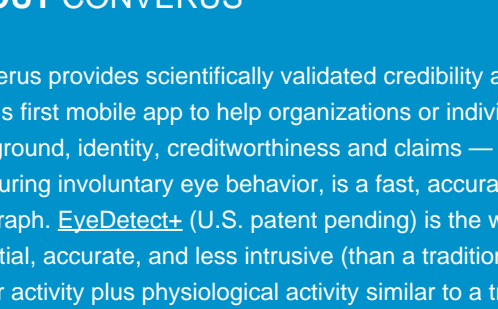 OUT CONVERUS
erus provides scientifically validated credibility a
s first mobile app to help organizations or indivi
ground, identity, creditworthiness and claims —
uring involuntary eye behavior, is a fast, accura
raph. EyeDetect+ (U.S. patent pending) is the w
tial, accurate, and less intrusive (than a tradition
r activity plus physiological activity similar to a tr